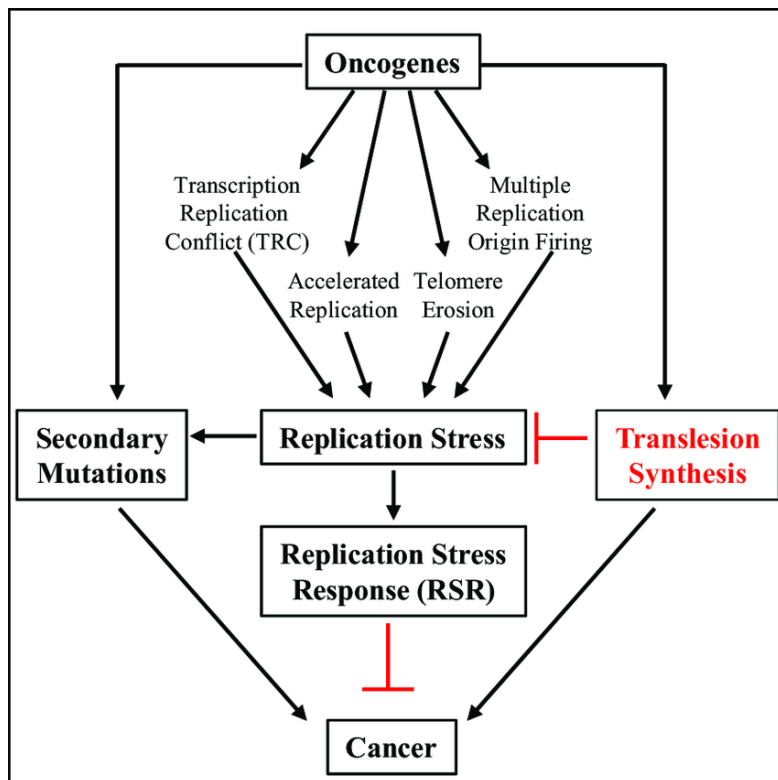 Oncogenes
Transcription
Replication
Conflict (TRC)
Multiple
Replication
Origin Firing
Accelerated
Replication
Telomere
Erosion
Secondary
Mutations
Replication Stress
Translesion
Synthesis
Replication Stress
Response (RSR)
Cancer